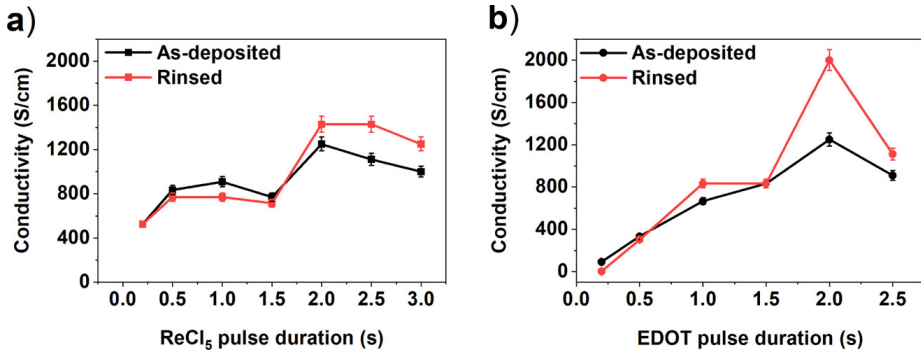 a)
As-deposited
Rinsed
Conductivity (S/cm)
2000
1600
1200
800
400
0
0.0 0.5 1.0 1.5 2.0 2.5 3.0
ReCl₅ pulse duration (s)
b)
As-deposited
Rinsed
Conductivity (S/cm)
2000
1600
1200
800
400
0
0.0 0.5 1.0 1.5 2.0 2.5
EDOT pulse duration (s)